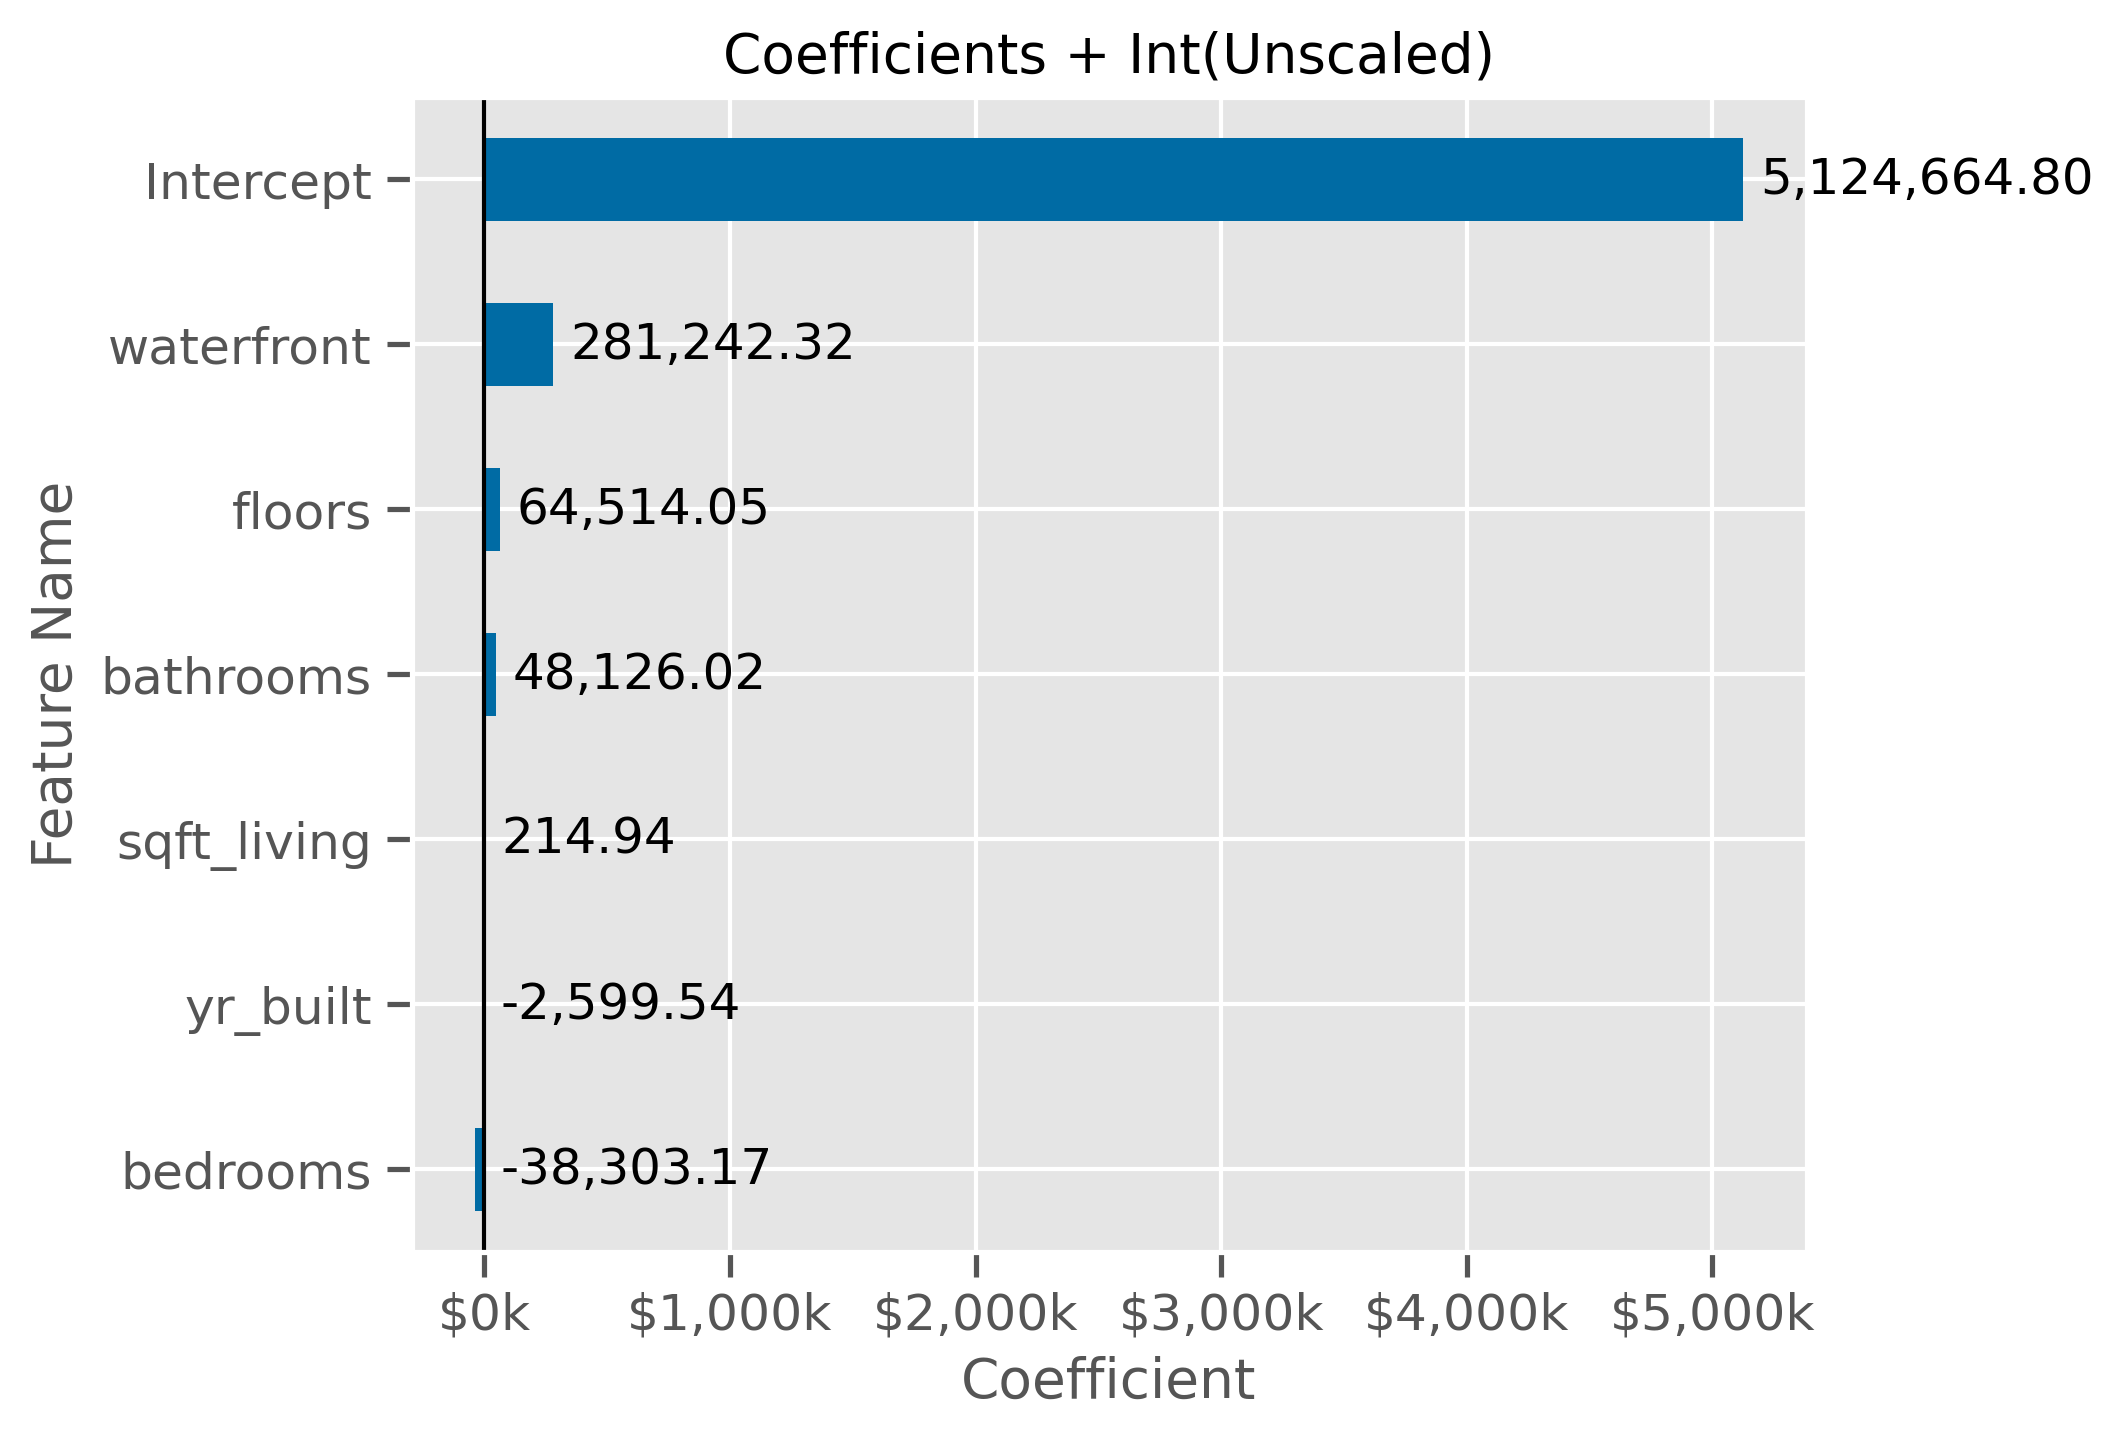 Coefficients + Int(Unscaled)
Intercept
5,124,664.80
waterfront
281,242.32
floors
64,514.05
bathrooms
48,126.02
sqft_living
214.94
yr_built
-2,599.54
bedrooms
-38,303.17
Feature Name
$0k $1,000k $2,000k $3,000k $4,000k $5,000k
Coefficient